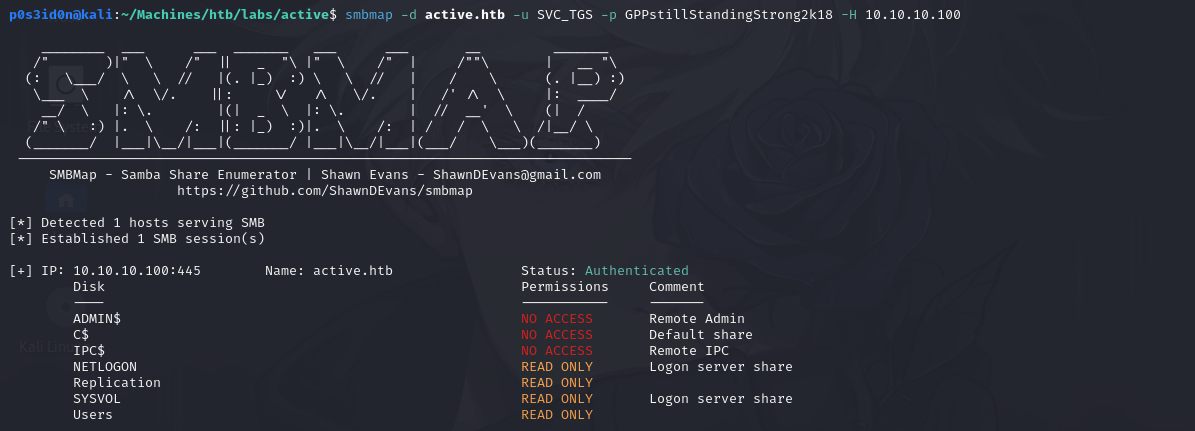 p0s3id0n@kali:~/Machines/htb/labs/active$ smbmap -d active.htb -u SVC_TGS -p GPPstillStandingStrong2k18 -H 10.10.10.100
SMBMAP
SMBMap - Samba Share Enumerator | Shawn Evans - ShawnDEvans@gmail.com
https://github.com/ShawnDEvans/smbmap
[*] Detected 1 hosts serving SMB
[*] Established 1 SMB session(s)
[+] IP: 10.10.10.100:445 Name: active.htb Status: Authenticated
Disk Permissions Comment
---- ----------- -------
ADMIN$ NO ACCESS Remote Admin
C$ NO ACCESS Default share
IPC$ NO ACCESS Remote IPC
NETLOGON READ ONLY Logon server share
Replication READ ONLY
SYSVOL READ ONLY Logon server share
Users READ ONLY